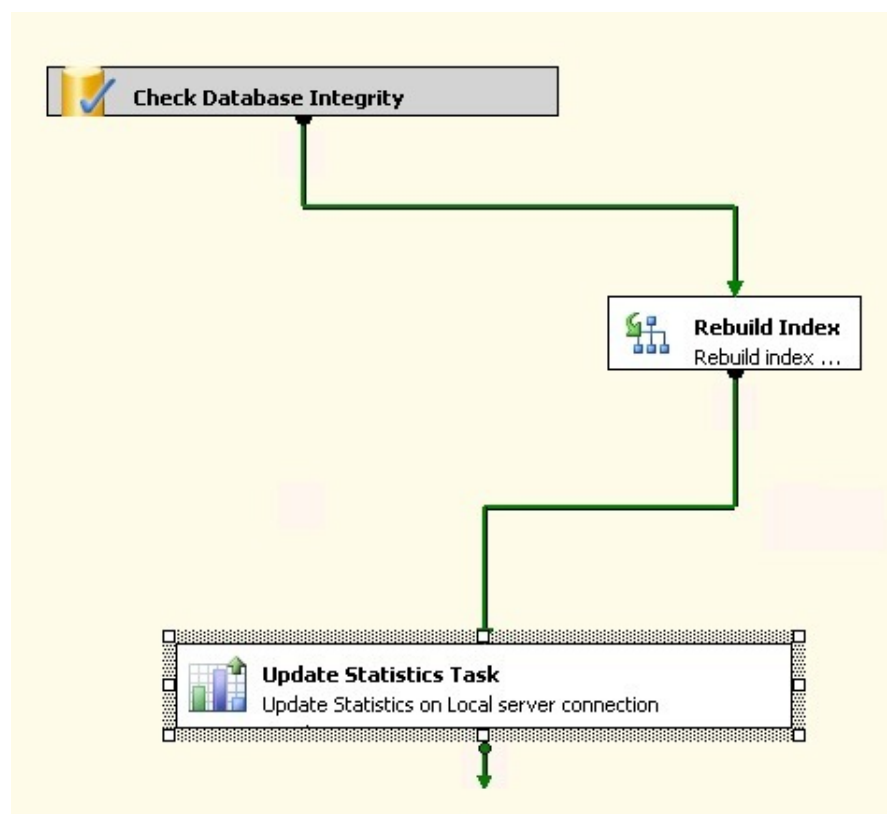 Check Database Integrity
Rebuild Index
Rebuild index ...
Update Statistics Task
Update Statistics on Local server connection